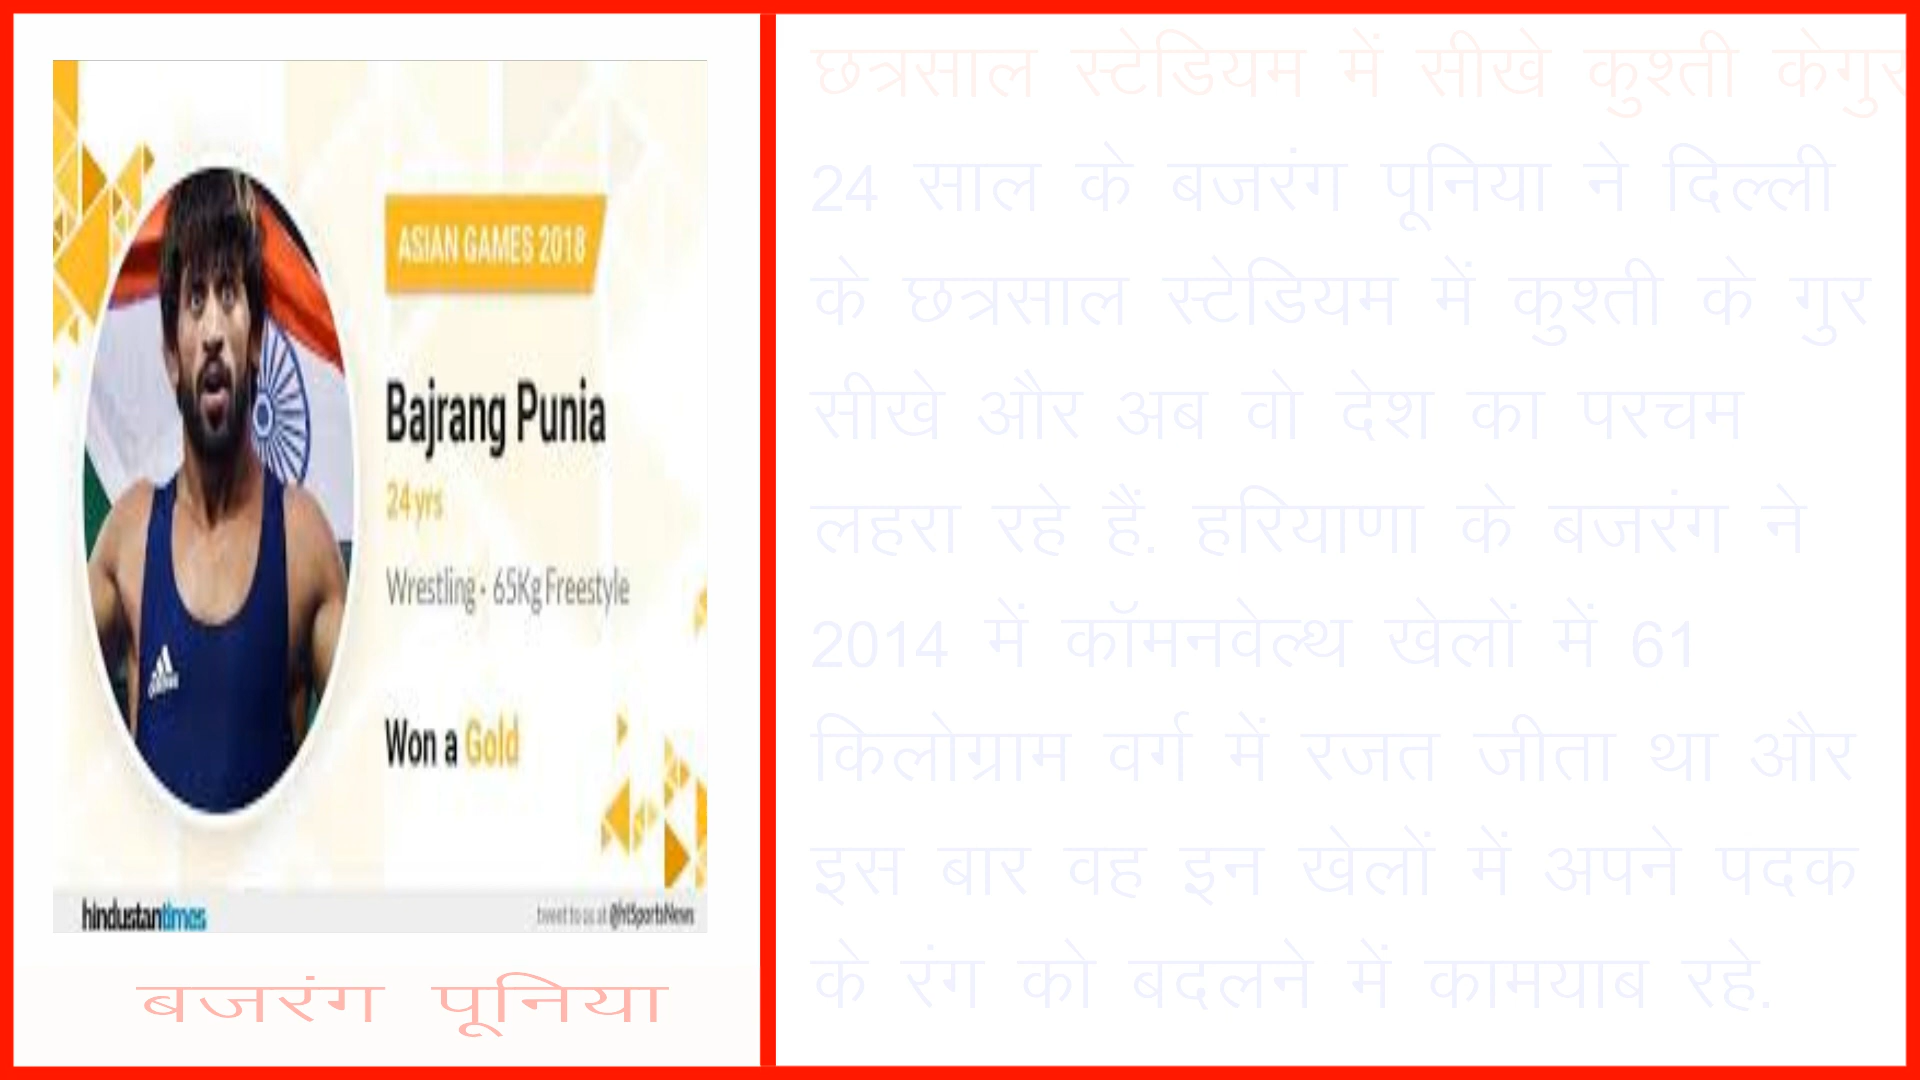 ASIAN GAMES 2018
Bajrang Punia
24 yrs
Wrestling - 65Kg Freestyle
Won a Gold
hindustantimes
tweet to us at @htSportsNews
बजरंग पूनिया
छत्रसाल स्टेडियम में सीखे कुश्ती केगुर
24 साल के बजरंग पूनिया ने दिल्ली
के छत्रसाल स्टेडियम में कुश्ती के गुर
सीखे और अब वो देश का परचम
लहरा रहे हैं. हरियाणा के बजरंग ने
2014 में कॉमनवेल्थ खेलों में 61
किलोग्राम वर्ग में रजत जीता था और
इस बार वह इन खेलों में अपने पदक
के रंग को बदलने में कामयाब रहे.